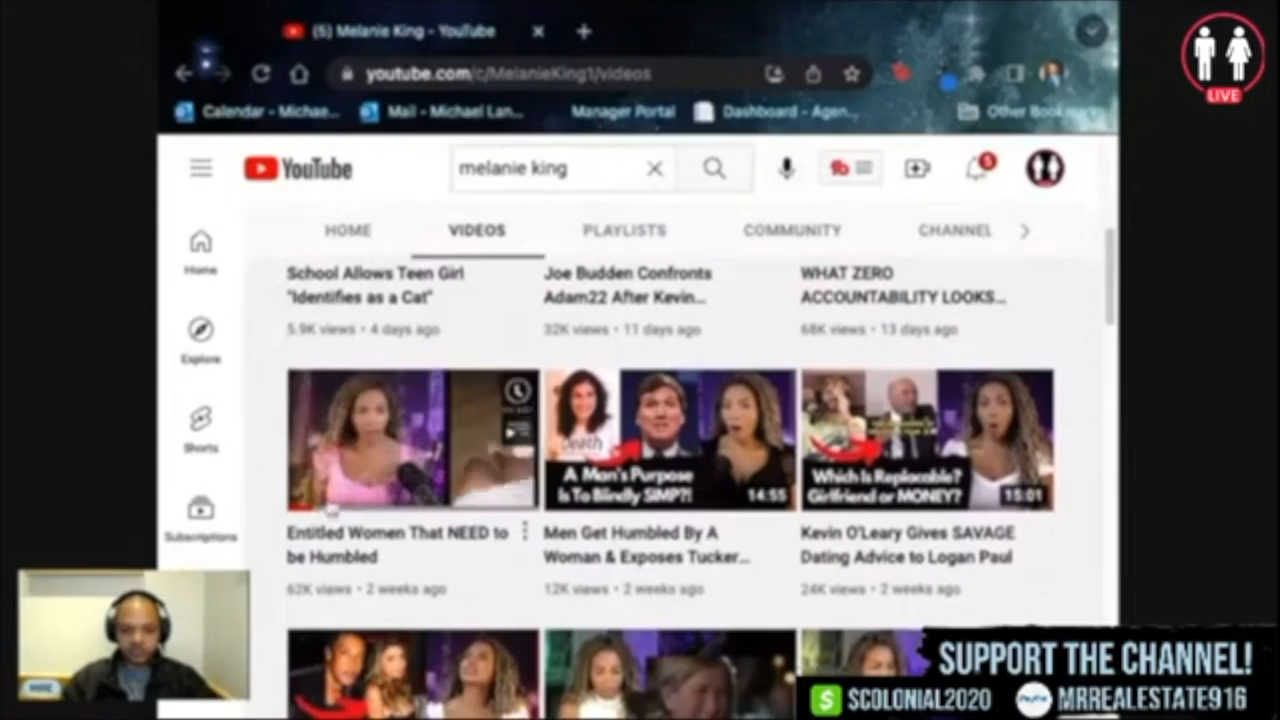 (5) Melanie King - YouTube
LIVE
youtube.com/c/MelanieKing1/videos
Calendar - Michae... Mail - Michael Lan... Manager Portal Dashboard - Agen... Other Bookmarks
YouTube
melanie king
5
HOME VIDEOS PLAYLISTS COMMUNITY CHANNEL
Home
Explore
Shorts
Subscriptions
School Allows Teen Girl
"Identifies as a Cat"
5.9K views • 4 days ago
Joe Budden Confronts
Adam22 After Kevin...
32K views • 11 days ago
WHAT ZERO
ACCOUNTABILITY LOOKS...
68K views • 13 days ago
Entitled Women That NEED to
be Humbled
62K views • 2 weeks ago
A Man's Purpose
Is To Blindly SIMP?!
14:55
Men Get Humbled By A
Woman & Exposes Tucker...
12K views • 2 weeks ago
Which Is Replacable?
Girlfriend or MONEY?
15:01
Kevin O'Leary Gives SAVAGE
Dating Advice to Logan Paul
24K views • 2 weeks ago
MIKE
SUPPORT THE CHANNEL!
$ $COLONIAL2020 MRREALESTATE916